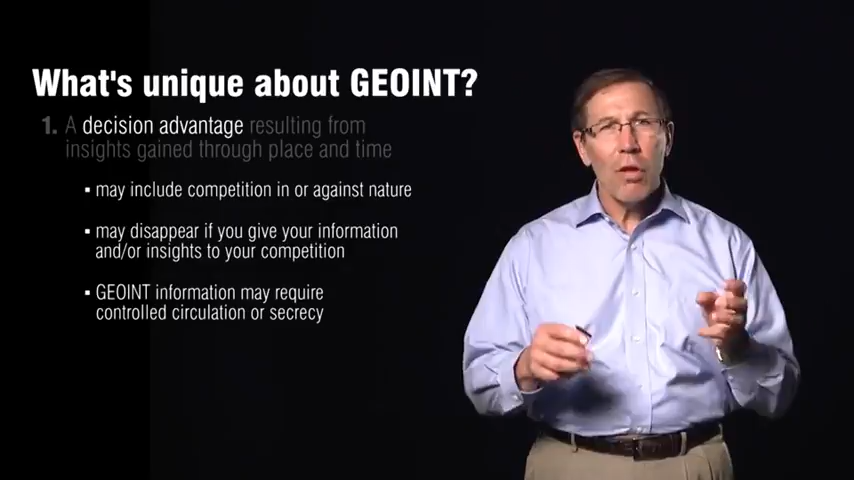 What's unique about GEOINT?
1. A decision advantage resulting from
insights gained through place and time
▪ may include competition in or against nature
▪ may disappear if you give your information
and/or insights to your competition
▪ GEOINT information may require
controlled circulation or secrecy